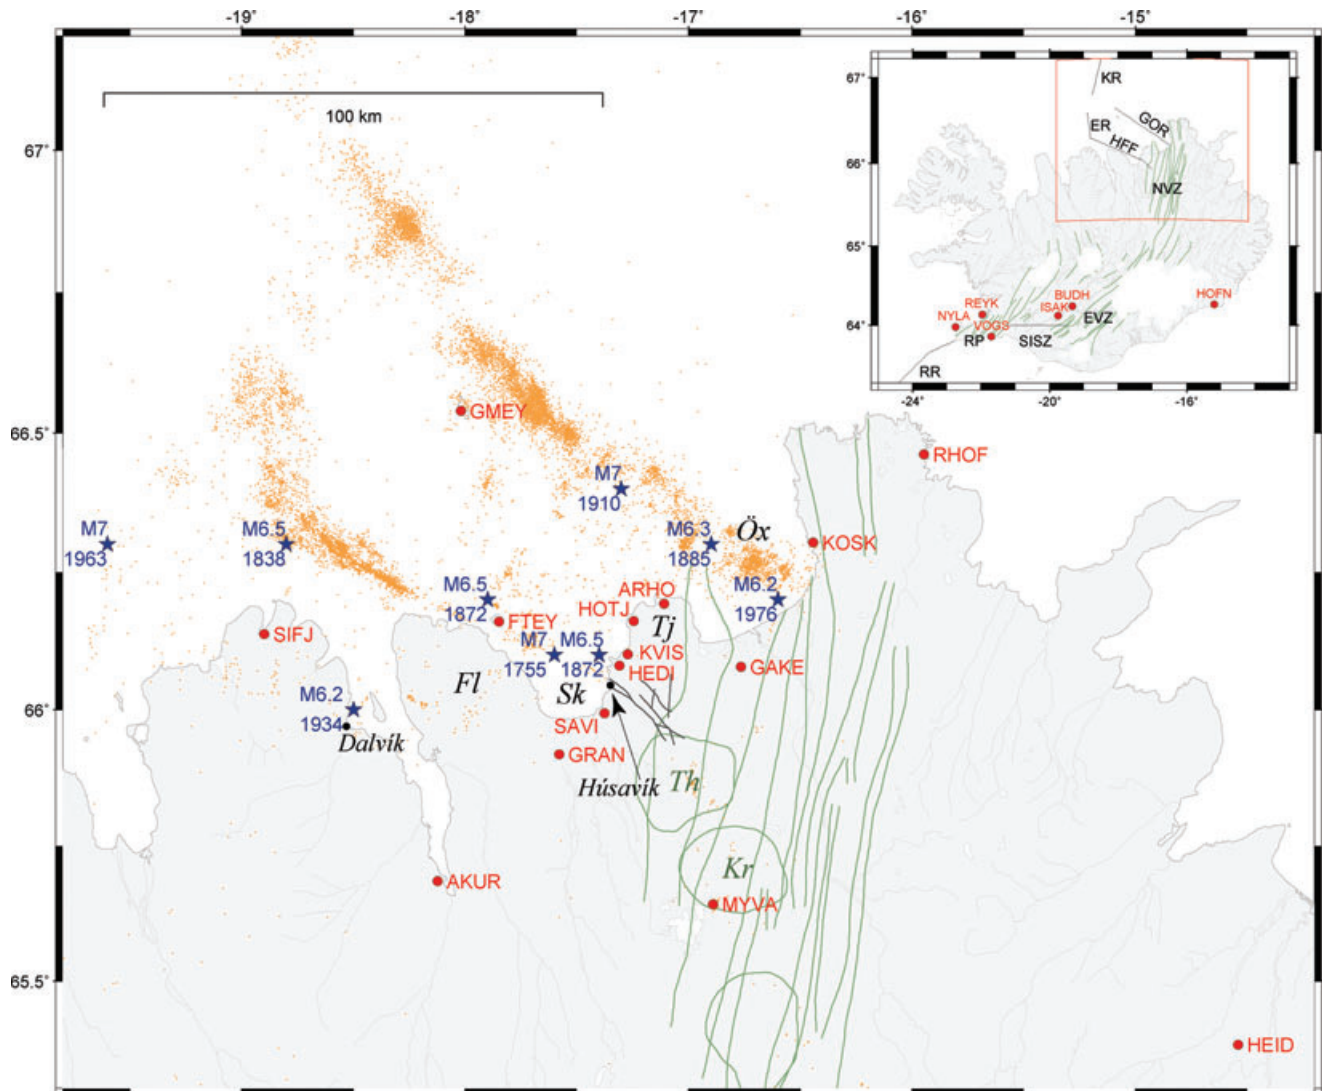 -19°
-18°
-17°
-16°
-15°
67°
66.5°
66°
65.5°
100 km
67°
66°
65°
64°
-24°
-20°
-16°
KR
ER
GOR
HFF
NVZ
REYK
NYLA
VOGS
BUDH
ISAK
HOFN
EVZ
RP
SISZ
RR
GMEY
RHOF
M7
1910
M7
1963
M6.5
1838
M6.3
1885
Öx
KOSK
M6.5
1872
M6.2
1976
ARHO
HOTJ
FTEY
Tj
SIFJ
M7
1755
M6.5
1872
KVIS
HEDI
GAKE
Fl
Sk
M6.2
1934
Dalvík
SAVI
GRAN
Húsavík
Th
Kr
AKUR
MYVA
HEID